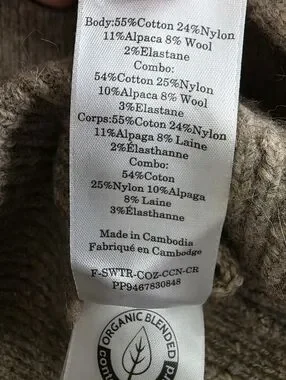 Body:55%Cotton 24%Nylon
11%Alpaca 8% Wool
2%Elastane
Combo:
54%Cotton 25%Nylon
10%Alpaca 8% Wool
3%Elastane
Corps:55% Coton 24%Nylon
11%Alpaga 8% Laine
2%Élasthanne
Combo:
54%Coton
25%Nylon 10%Alpaga
8% Laine
3%Élasthanne
Made in Cambodia
Fabriqué en Cambodge
F-SWTR-COZ-CCN-CR
PP9467830848
ORGANIC BLENDED